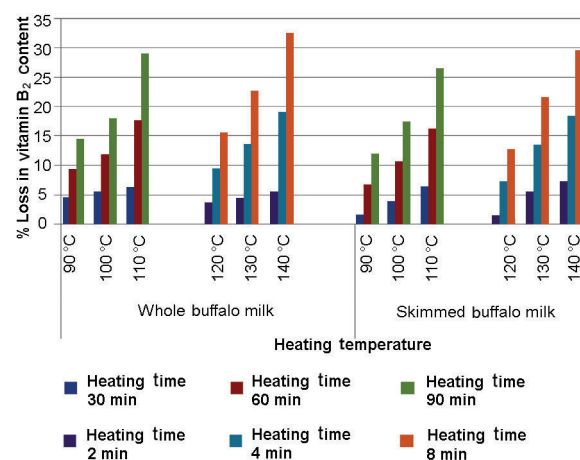 % Loss in vitamin B₂ content
35
30
25
20
15
10
5
0
90 °C
100 °C
110 °C
120 °C
130 °C
140 °C
90 °C
100 °C
110 °C
120 °C
130 °C
140 °C
Whole buffalo milk
Skimmed buffalo milk
Heating temperature
Heating time
30 min
Heating time
60 min
Heating time
90 min
Heating time
2 min
Heating time
4 min
Heating time
8 min